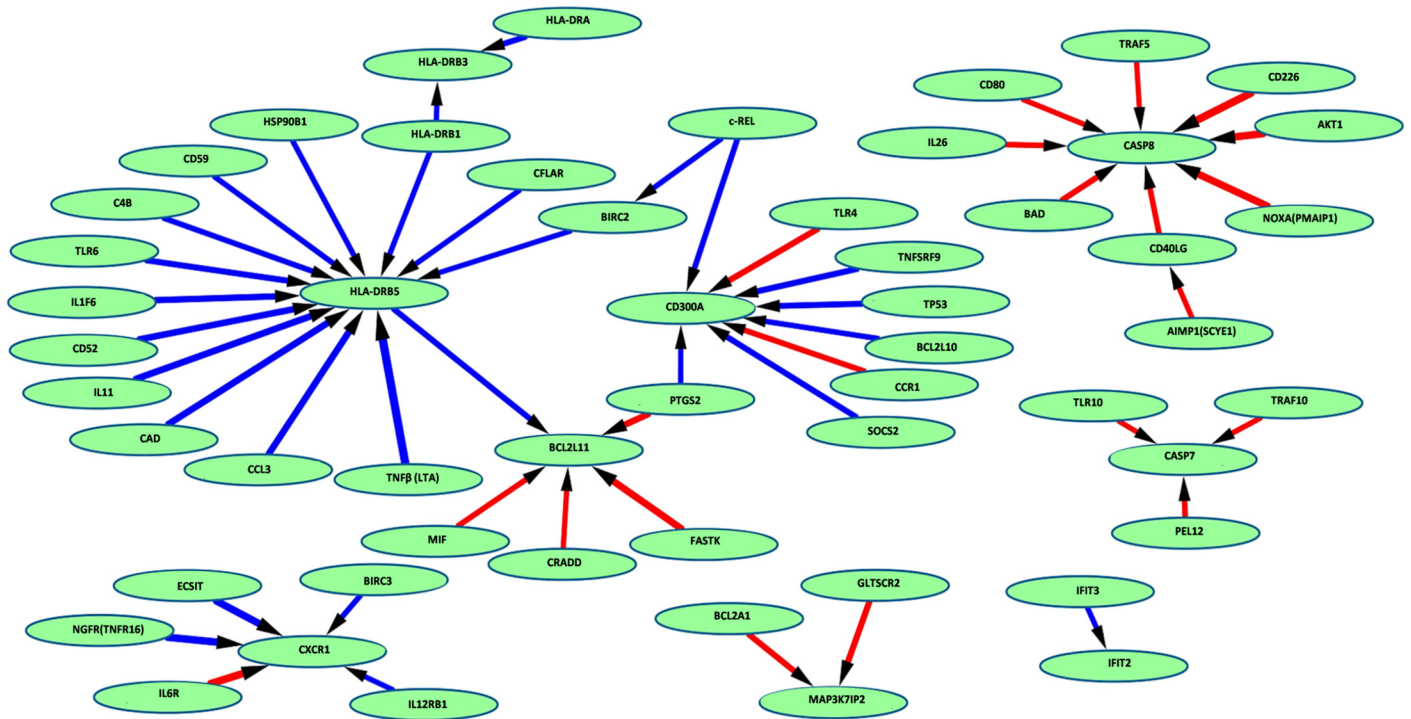 HLA-DRA
HLA-DRB3
TRAF5
CD80
CD226
HSP90B1
HLA-DRB1
c-REL
AKT1
IL26
CASP8
CD59
CFLAR
C4B
BIRC2
TLR4
BAD
NOXA(PMAIP1)
CD40LG
TLR6
TNFSRF9
HLA-DRB5
IL1F6
CD300A
TP53
AIMP1(SCYE1)
CD52
BCL2L10
IL11
CCR1
PTGS2
TLR10
TRAF10
CAD
SOCS2
BCL2L11
CASP7
CCL3
TNFβ (LTA)
MIF
FASTK
PEL12
CRADD
ECSIT
BIRC3
GLTSCR2
IFIT3
BCL2A1
NGFR(TNFR16)
CXCR1
IFIT2
IL6R
IL12RB1
MAP3K7IP2